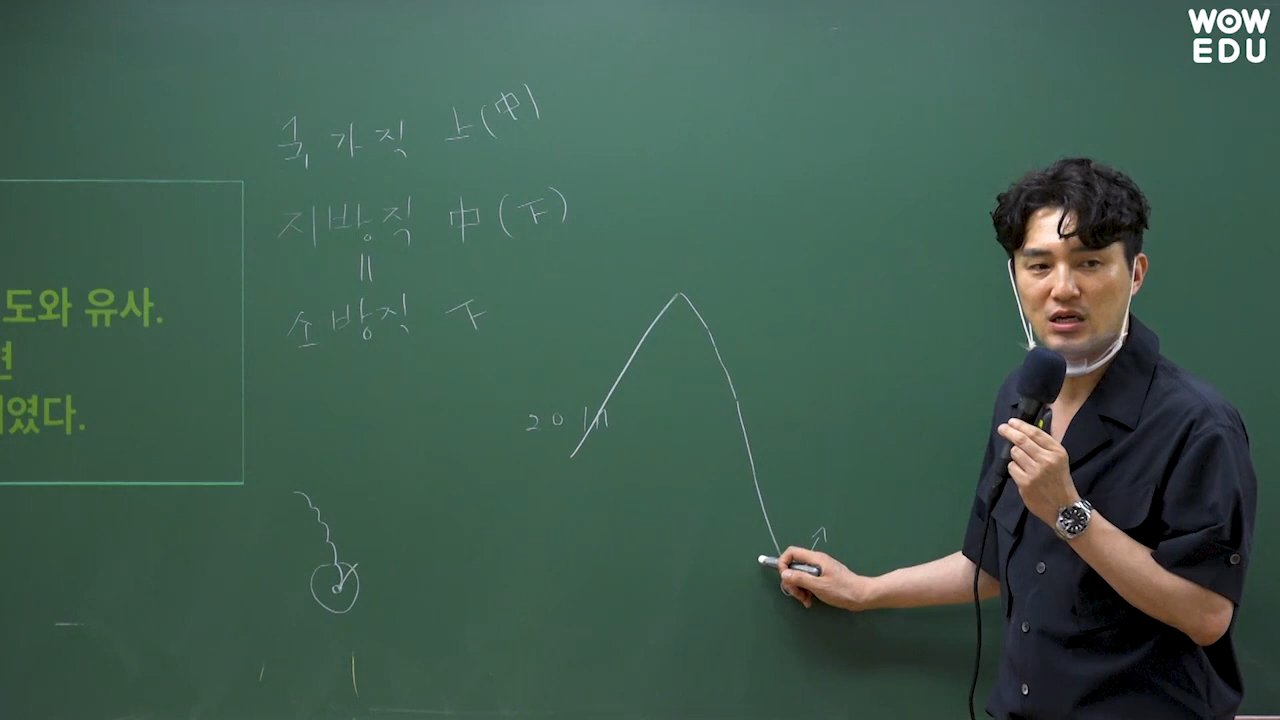 WOW
EDU
국가직 上(中)
지방직 中(下)
=
소방직 下
도와 유사.
였다.
201